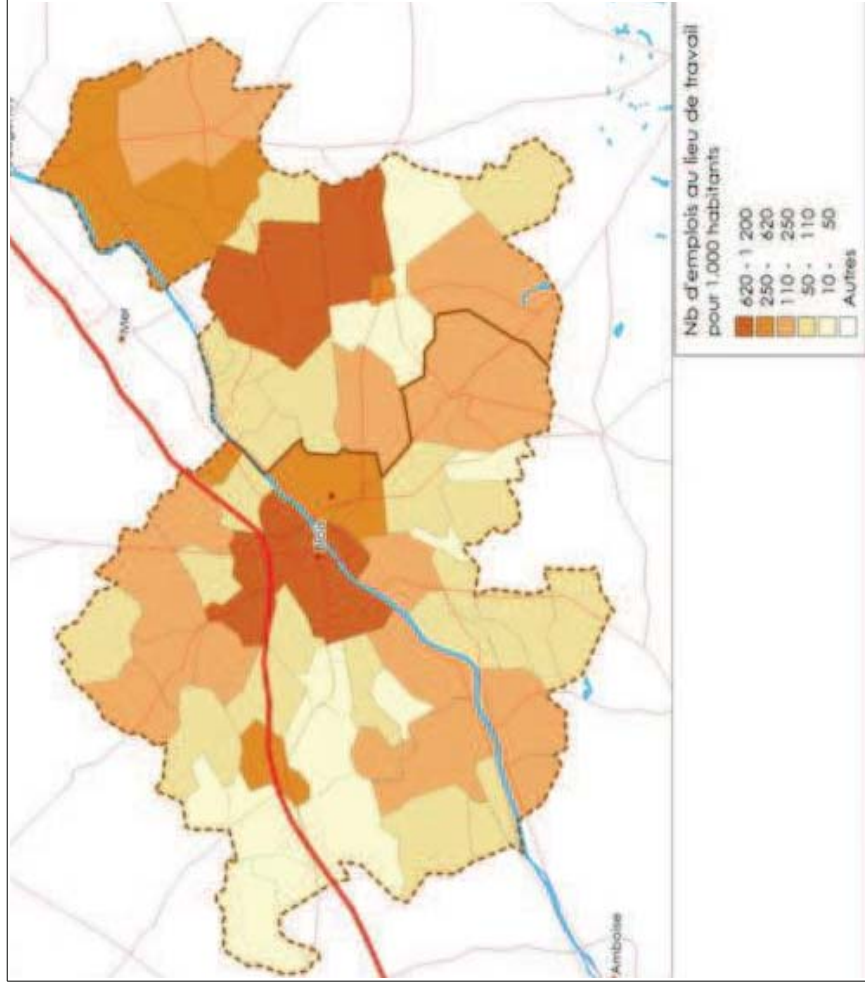 Mer
Blois
Amboise
Nb d'emplois au lieu de travail
pour 1.000 habitants
620 - 1 200
250 - 620
110 - 250
50 - 110
10 - 50
Autres